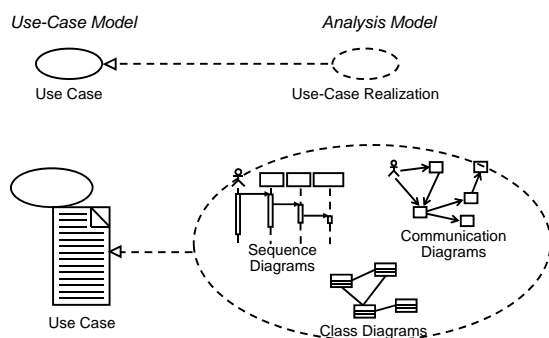 Use-Case Model
Analysis Model
Use Case
Use-Case Realization
Sequence
Diagrams
Communication
Diagrams
Use Case
Class Diagrams